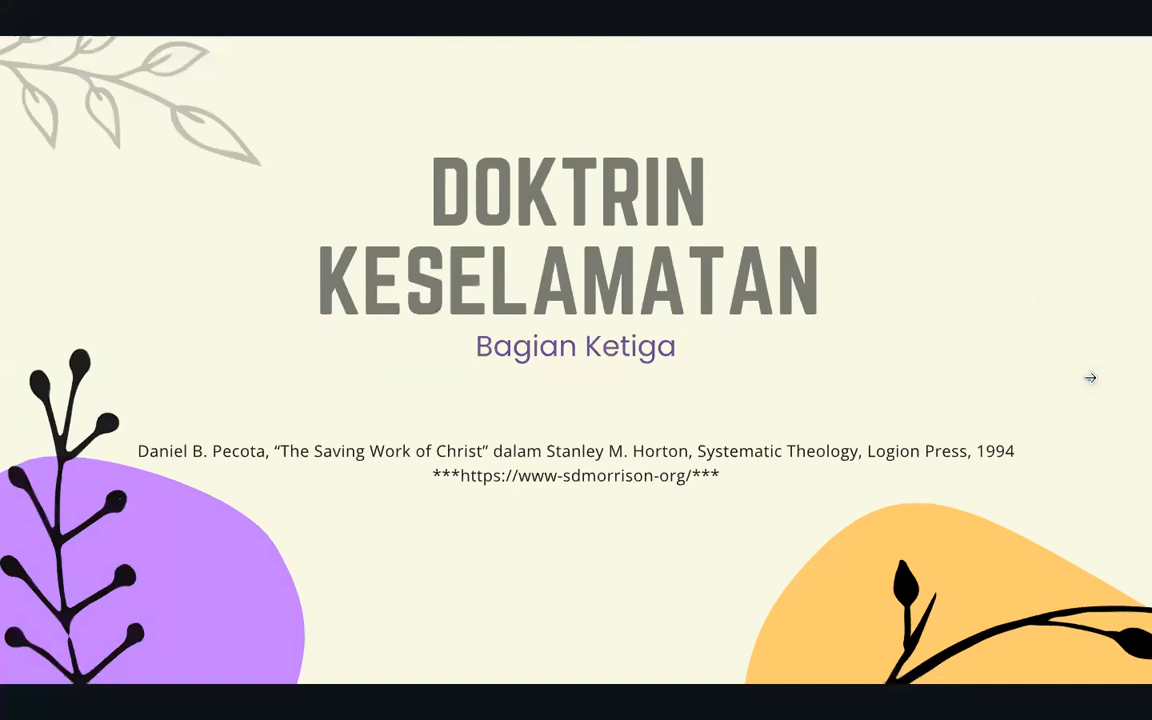 DOKTRIN
KESELAMATAN
Bagian Ketiga
Daniel B. Pecota, “The Saving Work of Christ” dalam Stanley M. Horton, Systematic Theology, Logion Press, 1994
***https://www-sdmorrison-org/***